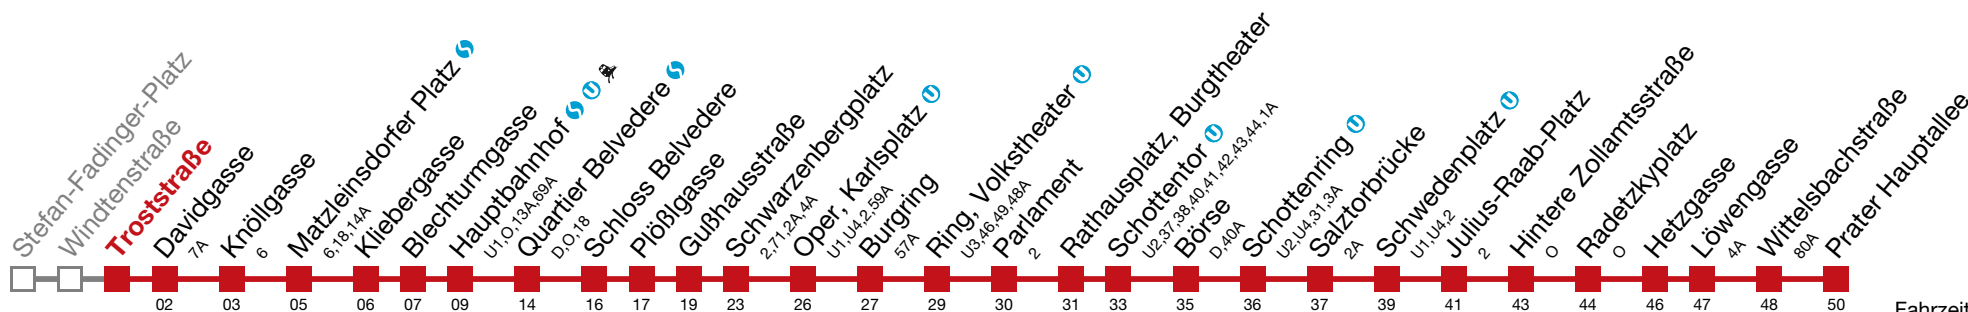 Stefan-Fadinger-Platz
Windtenstraße
Troststraße
Davidgasse
7A
Knöllgasse
6
Matzleinsdorfer Platz
6,18,14A
Kliebergasse
Blechturmgasse
Hauptbahnhof
U1,O,13A,69A
Quartier Belvedere
D,O,18
Schloss Belvedere
Plößlgasse
Gußhausstraße
Schwarzenbergplatz
2,71,2A,4A
Oper, Karlsplatz
U1,U4,2,59A
Burgring
57A
Ring, Volkstheater
U3,46,49,48A
Parlament
2
Rathausplatz, Burgtheater
Schottentor
U2,37,38,40,41,42,43,44,1A
Börse
D,40A
Schottenring
U2,U4,31,3A
Salztorbrücke
2A
Schwedenplatz
U1,U4,2
Julius-Raab-Platz
2
Hintere Zollamtsstraße
O
Radetzkyplatz
O
Hetzgasse
Löwengasse
4A
Wittelsbachstraße
80A
Prater Hauptallee
02 03 05 06 07 09 14 16 17 19 23 26 27 29 30 31 33 35 36 37 39 41 43 44 46 47 48 50
Fahrzeit